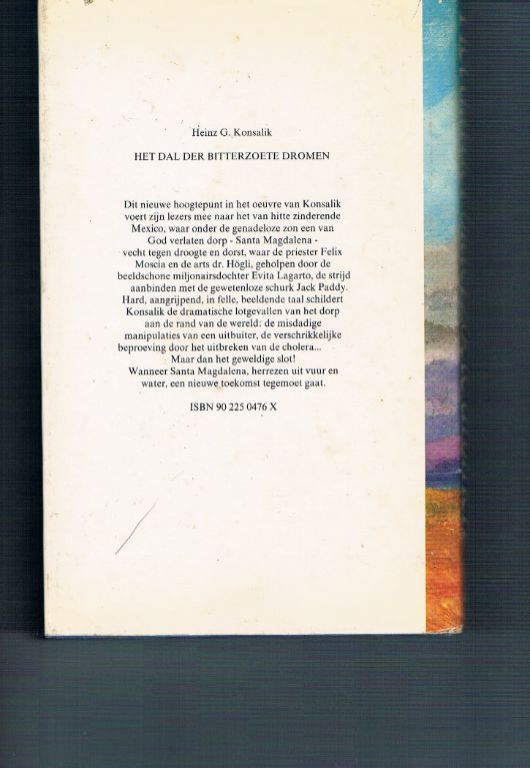 Heinz G. Konsalik
HET DAL DER BITTERZOETE DROMEN
Dit nieuwe hoogtepunt in het oeuvre van Konsalik
voert zijn lezers mee naar het van hitte zinderende
Mexico, waar onder de genadeloze zon een van
God verlaten dorp - Santa Magdalena -
vecht tegen droogte en dorst, waar de priester Felix
Moscia en de arts dr. Högli, geholpen door de
beeldschone miljonairsdochter Evita Lagarto, de strijd
aanbinden met de gewetenloze schurk Jack Paddy.
Hard, aangrijpend, in felle, beeldende taal schildert
Konsalik de dramatische lotgevallen van het dorp
aan de rand van de wereld: de misdadige
manipulaties van een uitbuiter, de verschrikkelijke
beproeving door het uitbreken van de cholera...
Maar dan het geweldige slot!
Wanneer Santa Magdalena, herrezen uit vuur en
water, een nieuwe toekomst tegemoet gaat.
ISBN 90 225 0476 X